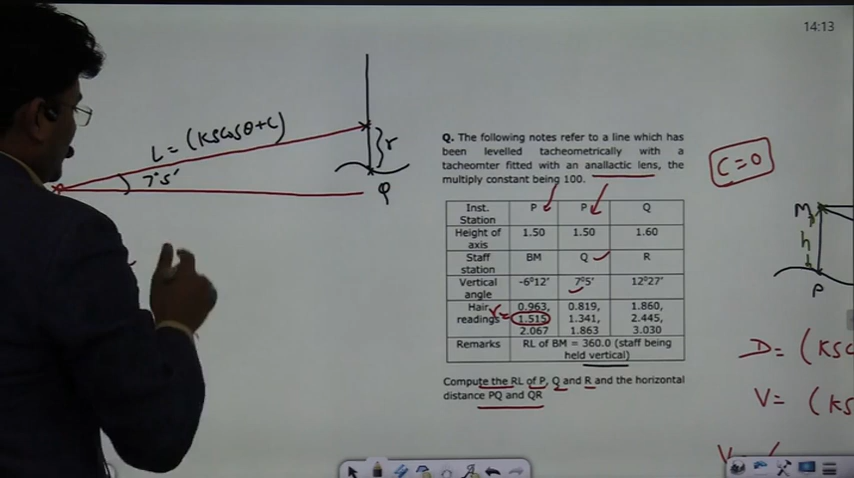 14:13
L = (KScosθ+C)
7°5'
}r
Q
Q. The following notes refer to a line which has
been levelled tacheometrically with a
tacheomter fitted with an anallactic lens, the
multiply constant being 100.
C=0
Inst. Station P P Q
Height of axis 1.50 1.50 1.60
Staff station BM Q R
Vertical angle -6°12' 7°5' 12°27'
Hair readings r= 0.963, 1.515, 2.067 0.819, 1.341, 1.863 1.860, 2.445, 3.030
Remarks RL of BM = 360.0 (staff being held vertical)
Compute the RL of P, Q and R and the horizontal
distance PQ and QR
M
h
P
D= (KSC
V= (KS